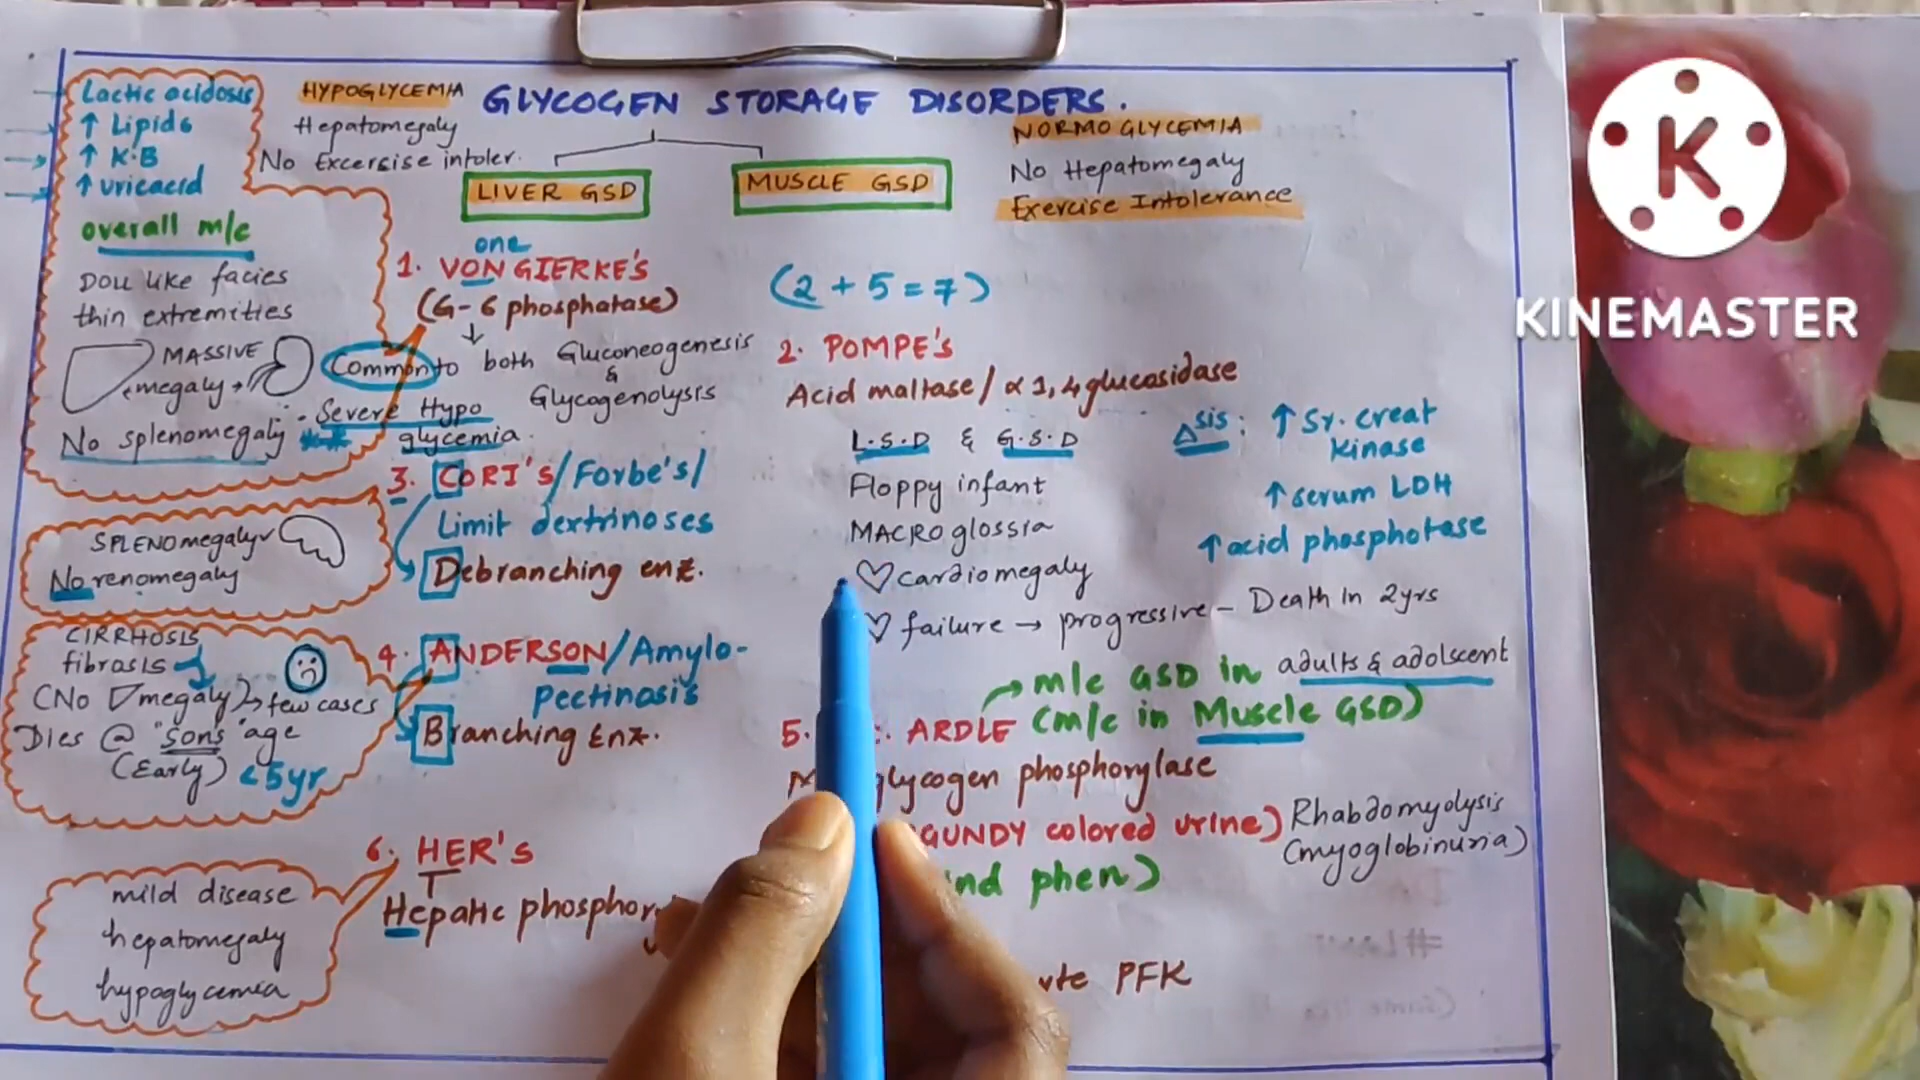 GLYCOGEN STORAGE DISORDERS.
HYPOGLYCEMIA
Hepatomegaly
No Excersise intoler.
LIVER GSD
MUSCLE GSD
NORMOGLYCEMIA
No Hepatomegaly
Exercise Intolerance
Lactic acidosis
↑ Lipids
↑ K.B
↑ uricacid
overall m/c
Doll like facies
thin extremities
MASSIVE
megaly →
No splenomegaly
one
1. VON GIERKE'S
(G-6 phosphatase)
↓
Common to both Gluconeogenesis
&
Glycogenolysis
- Severe Hypo
glycemia.
3. CORI'S/Forbe's/
Limit dextrinoses
Debranching enz.
SPLENOmegaly
No renomegaly
4. ANDERSON/Amylo-
pectinosis
Branching Enz.
CIRRHOSIS
fibrasis
(No megaly) → few cases
Dies @ "sons" age
(Early) <5yr
6. HER's
Hepatic
mild disease
hepatomegaly
hypoglycemia
(2 + 5 = 7)
2. POMPE'S
Acid maltase/ α 1,4 glucosidase
L.S.D & G.S.D
Floppy infant
MACROglossia
♡ cardiomegaly
♡ failure → progressive - Death in 2yrs
Δsis: ↑ Sr. creat
kinase
↑ serum LDH
↑ acid phosphotase
→ m/c GSD in adults & adolscent
(m/c in Muscle GSD)
5. ARDLE
glycogen phosphorylase
GUNDY colored urine)
Rhabdomyolysis
(myoglobinuria)
phen)
PFK
K
KINEMASTER